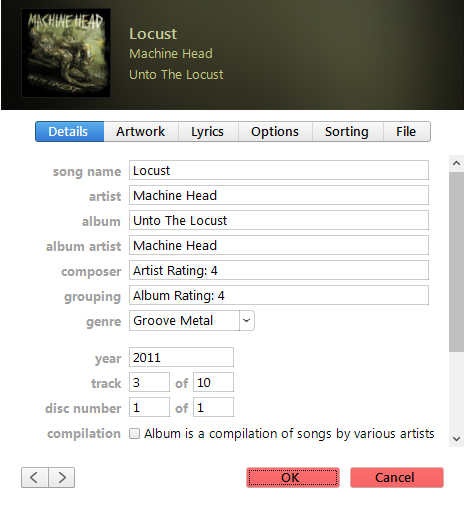 MACHINE HEAD
Locust
Machine Head
Unto The Locust
Details Artwork Lyrics Options Sorting File
song name Locust
artist Machine Head
album Unto The Locust
album artist Machine Head
composer Artist Rating: 4
grouping Album Rating: 4
genre Groove Metal
year 2011
track 3 of 10
disc number 1 of 1
compilation Album is a compilation of songs by various artists
OK Cancel